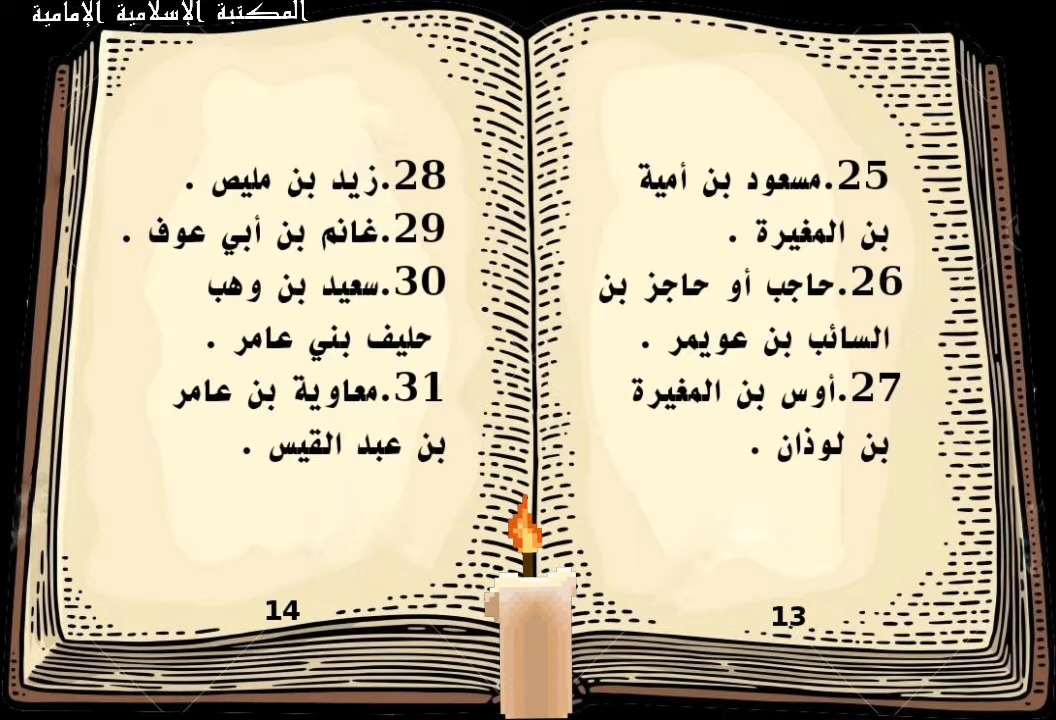 المكتبة الإسلامية الإمامية
25.مسعود بن أمية
بن المغيرة .
26.حاجب أو حاجز بن
السائب بن عويمر .
27.أوس بن المغيرة
بن لوذان .
13
28.زيد بن مليص .
29.غانم بن أبي عوف .
30.سعيد بن وهب
حليف بني عامر .
31.معاوية بن عامر
بن عبد القيس .
14